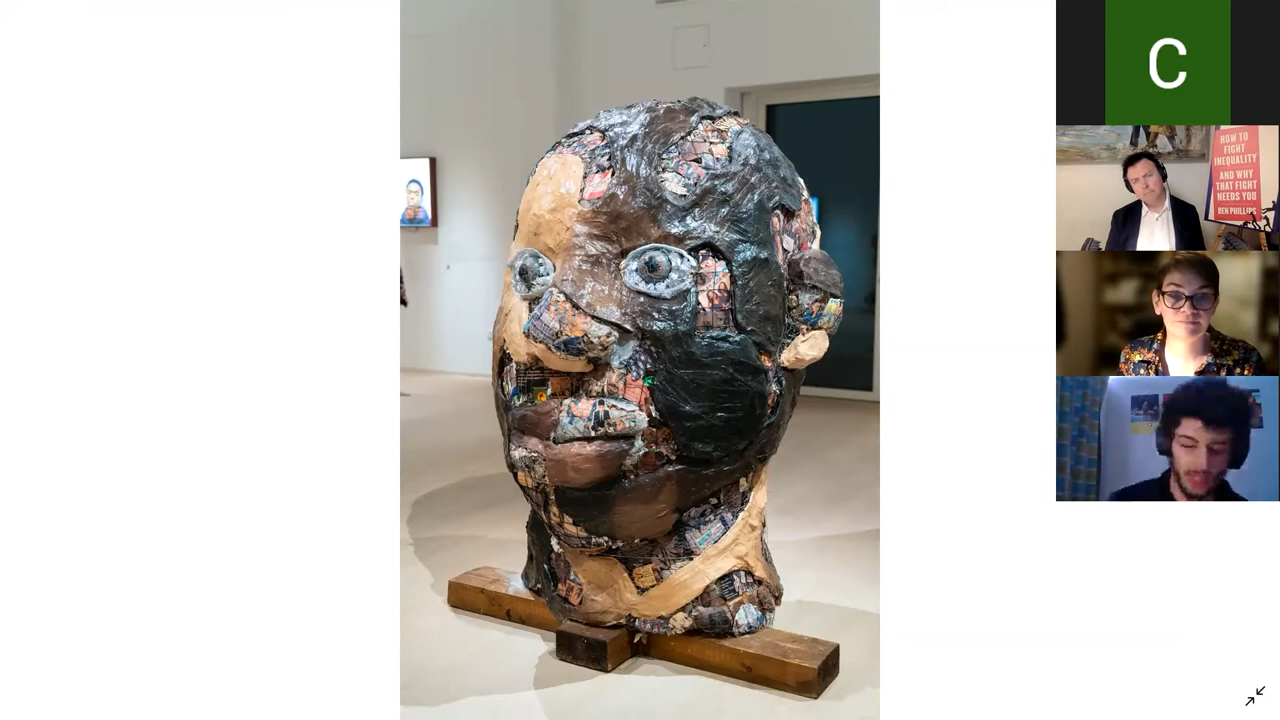 C
HOW TO
FIGHT
INEQUALITY
AND WHY
THAT FIGHT
NEEDS YOU
BEN PHILLIPS